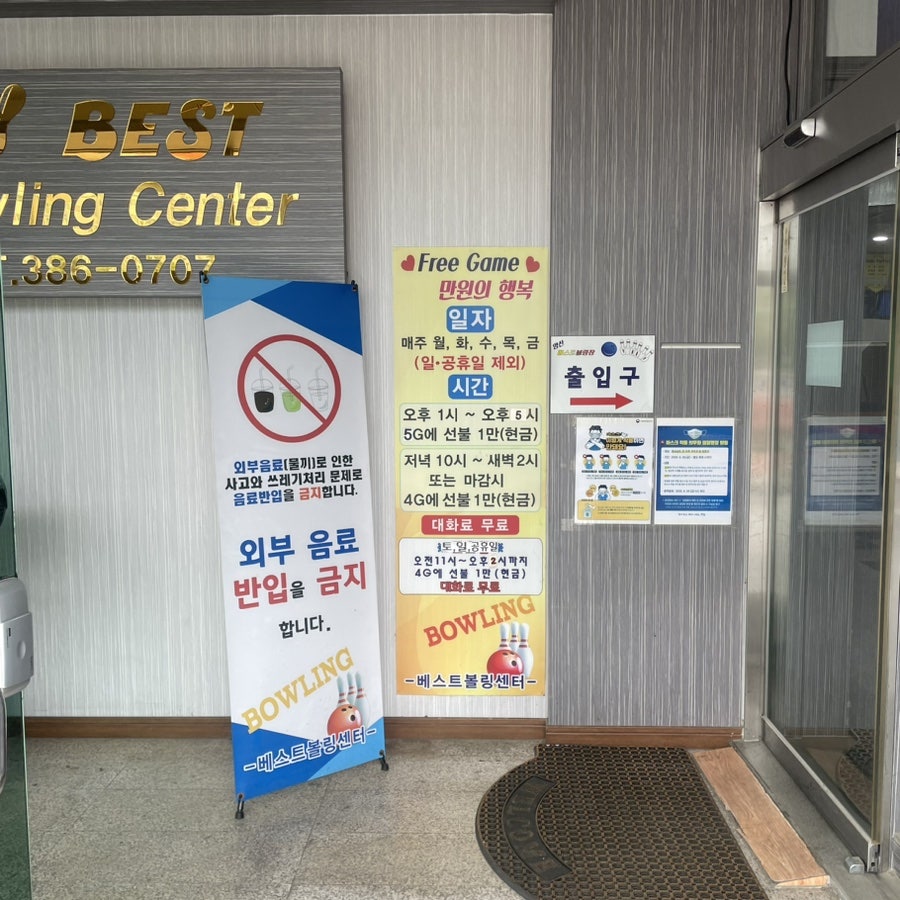 BEST
Center
.386-0707
외부음료(물끼)로 인한
사고와 쓰레기처리 문제로
음료반입을 금지합니다.
외부 음료
반입을 금지
합니다.
BOWLING
-베스트볼링센터-
Free Game
만원의 행복
일자
매주 월, 화, 수, 목, 금
(일·공휴일 제외)
시간
오후 1시 ~ 오후 5시
5G에 선불 1만(현금)
저녁 10시 ~ 새벽2시
또는 마감시
4G에 선불1만(현금)
대화료 무료
토,일,공휴일
오전11시~오후2시까지
4G에 선불 1만(현금)
대화료 무료
BOWLING
-베스트볼링센터-
베스트볼링장
출입구